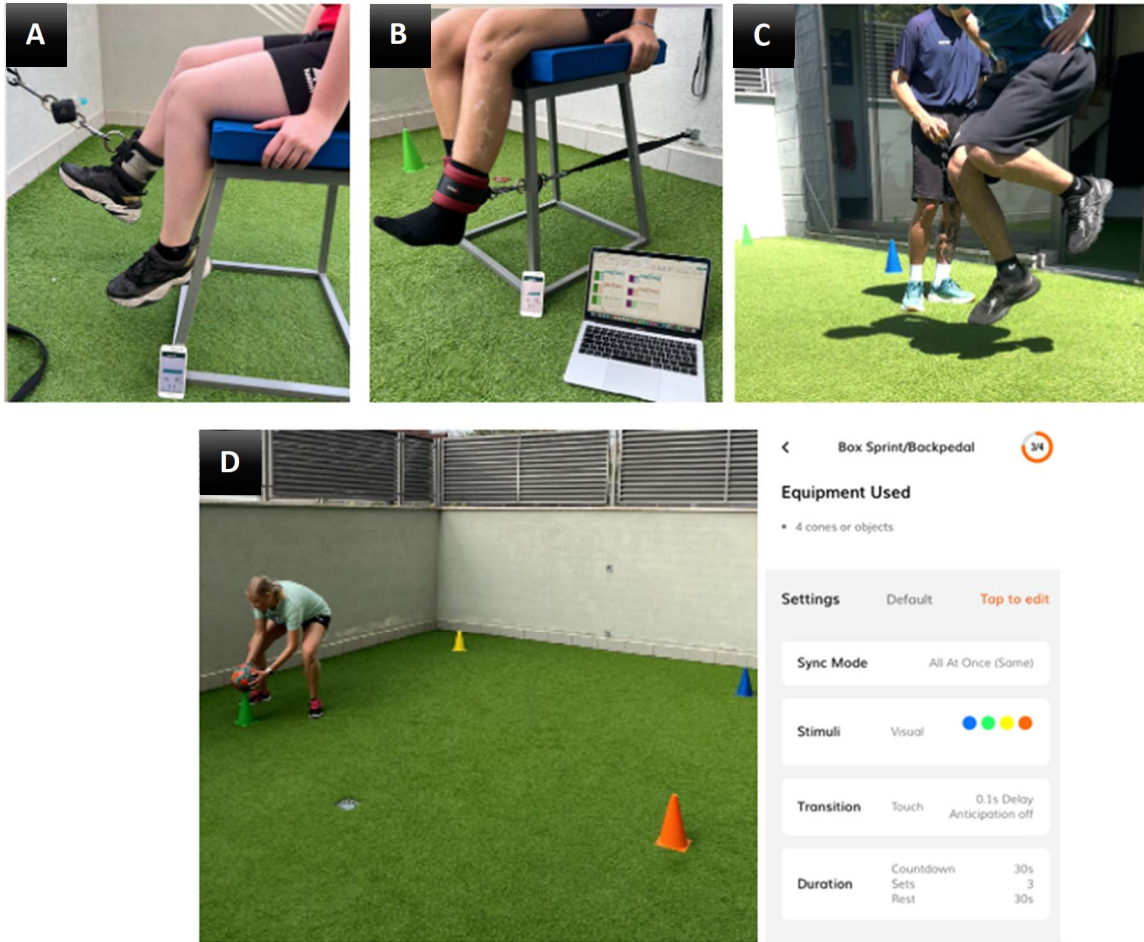 A
B
C
D
Box Sprint/Backpedal
3/4
Equipment Used
• 4 cones or objects
Settings Default Tap to edit
Sync Mode All At Once (Same)
Stimuli Visual
Transition Touch 0.1s Delay
Anticipation off
Duration Countdown 30s
Sets 3
Rest 30s